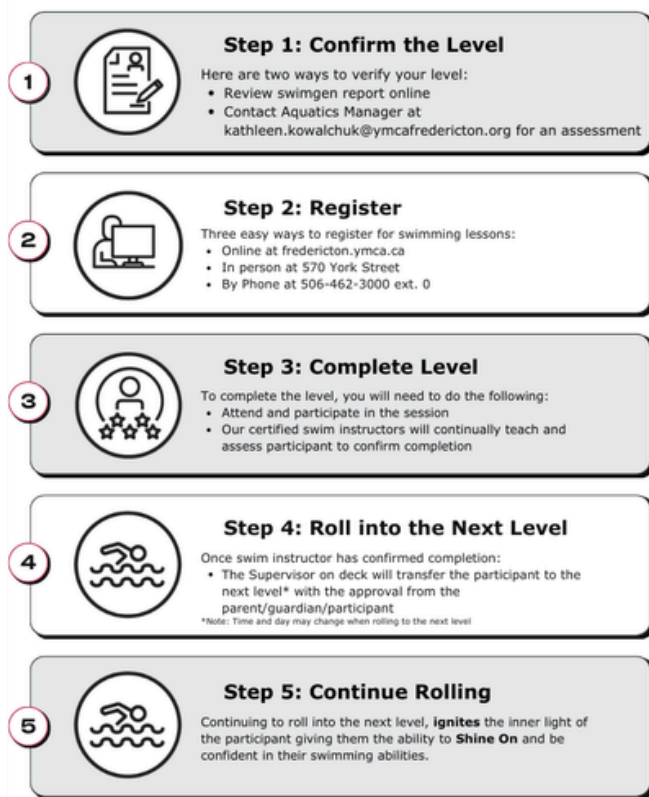 1
Step 1: Confirm the Level
Here are two ways to verify your level:
• Review swimgen report online
• Contact Aquatics Manager at
kathleen.kowalchuk@ymcafredericton.org for an assessment
2
Step 2: Register
Three easy ways to register for swimming lessons:
• Online at fredericton.ymca.ca
• In person at 570 York Street
• By Phone at 506-462-3000 ext. 0
3
Step 3: Complete Level
To complete the level, you will need to do the following:
• Attend and participate in the session
• Our certified swim instructors will continually teach and
assess participant to confirm completion
4
Step 4: Roll into the Next Level
Once swim instructor has confirmed completion:
• The Supervisor on deck will transfer the participant to the
next level* with the approval from the
parent/guardian/participant
*Note: Time and day may change when rolling to the next level
5
Step 5: Continue Rolling
Continuing to roll into the next level, ignites the inner light of
the participant giving them the ability to Shine On and be
confident in their swimming abilities.